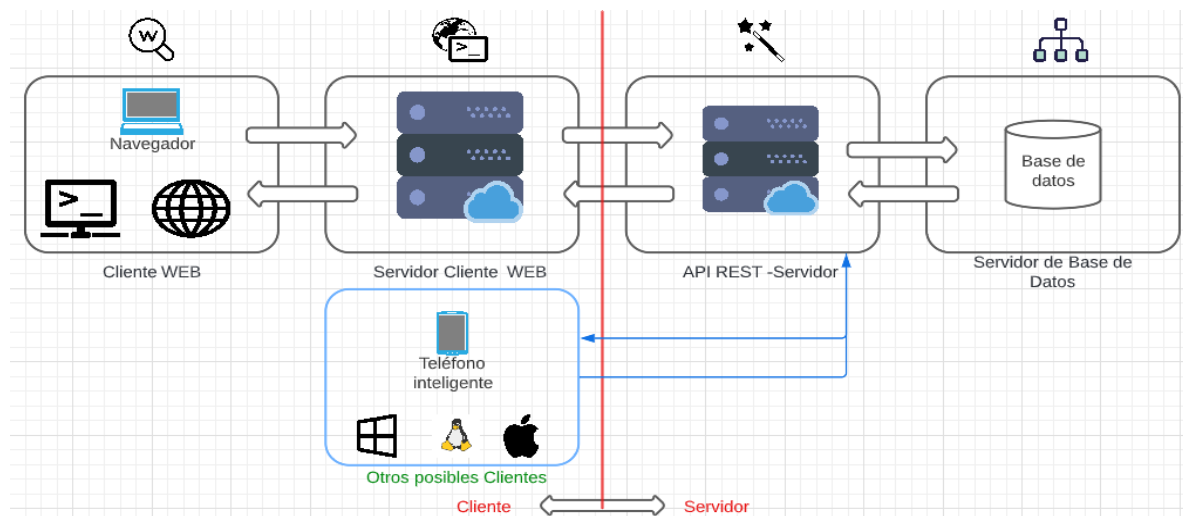 W
>_
Navegador
>_
Base de
datos
Cliente WEB
Servidor Cliente WEB
API REST -Servidor
Servidor de Base de
Datos
Teléfono
inteligente
Otros posibles Clientes
Cliente
Servidor